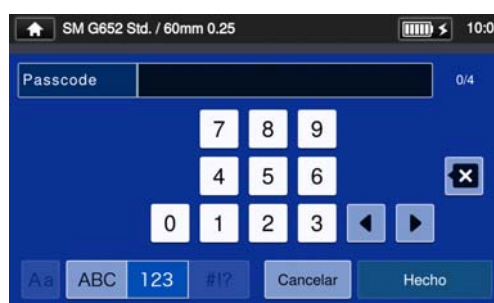 SM G652 Std. / 60mm 0.25 10:0
Passcode 0/4
7 8 9
4 5 6
0 1 2 3
Aa ABC 123 #!? Cancelar Hecho